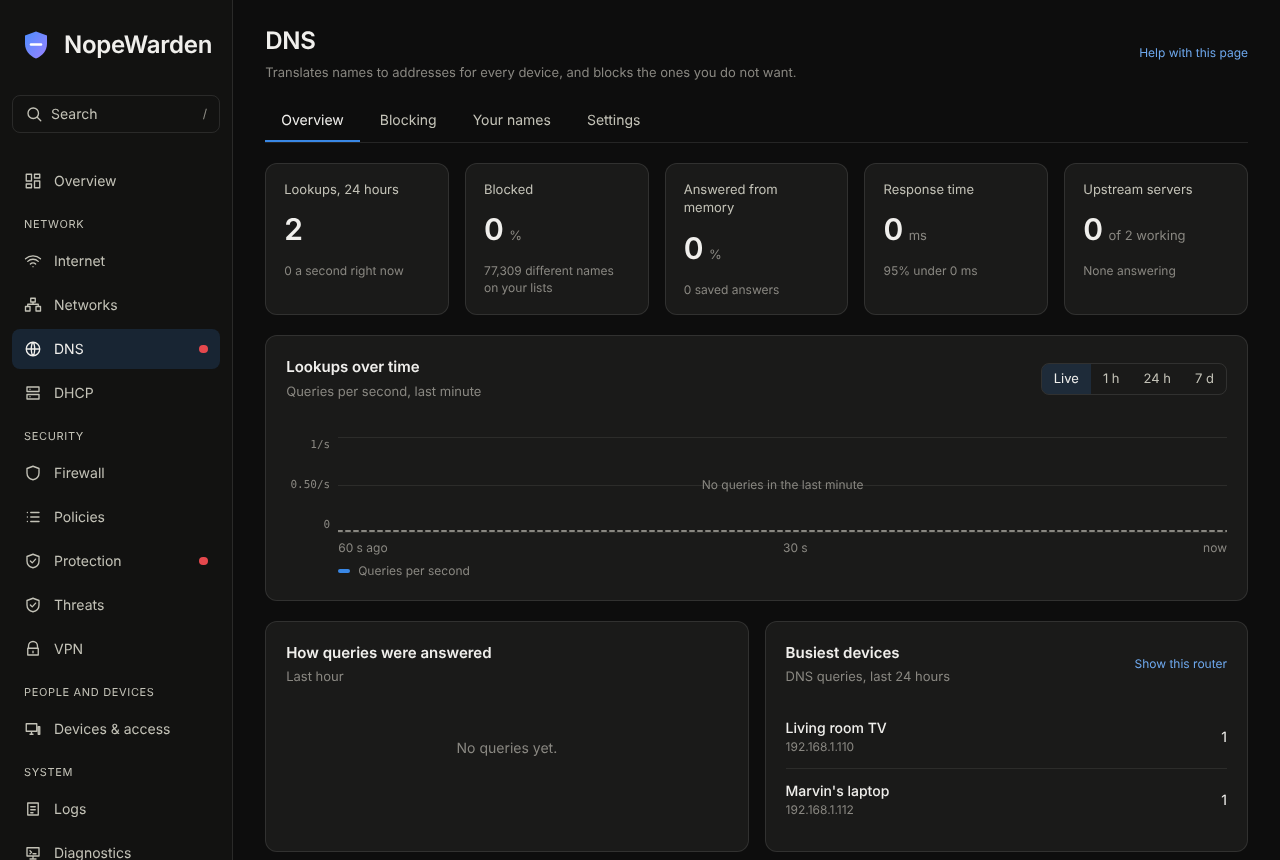 NopeWarden
Search
/
Overview
NETWORK
Internet
Networks
DNS
DHCP
SECURITY
Firewall
Policies
Protection
Threats
VPN
PEOPLE AND DEVICES
Devices & access
SYSTEM
Logs
Diagnostics
DNS
Translates names to addresses for every device, and blocks the ones you do not want.
Help with this page
Overview
Blocking
Your names
Settings
Lookups, 24 hours
2
0 a second right now
Blocked
0 %
77,309 different names
on your lists
Answered from
memory
0 %
0 saved answers
Response time
0 ms
95% under 0 ms
Upstream servers
0 of 2 working
None answering
Lookups over time
Queries per second, last minute
Live
1 h
24 h
7 d
1/s
0.50/s
0
No queries in the last minute
60 s ago
30 s
now
Queries per second
How queries were answered
Last hour
No queries yet.
Busiest devices
DNS queries, last 24 hours
Show this router
Living room TV
192.168.1.110
1
Marvin's laptop
192.168.1.112
1